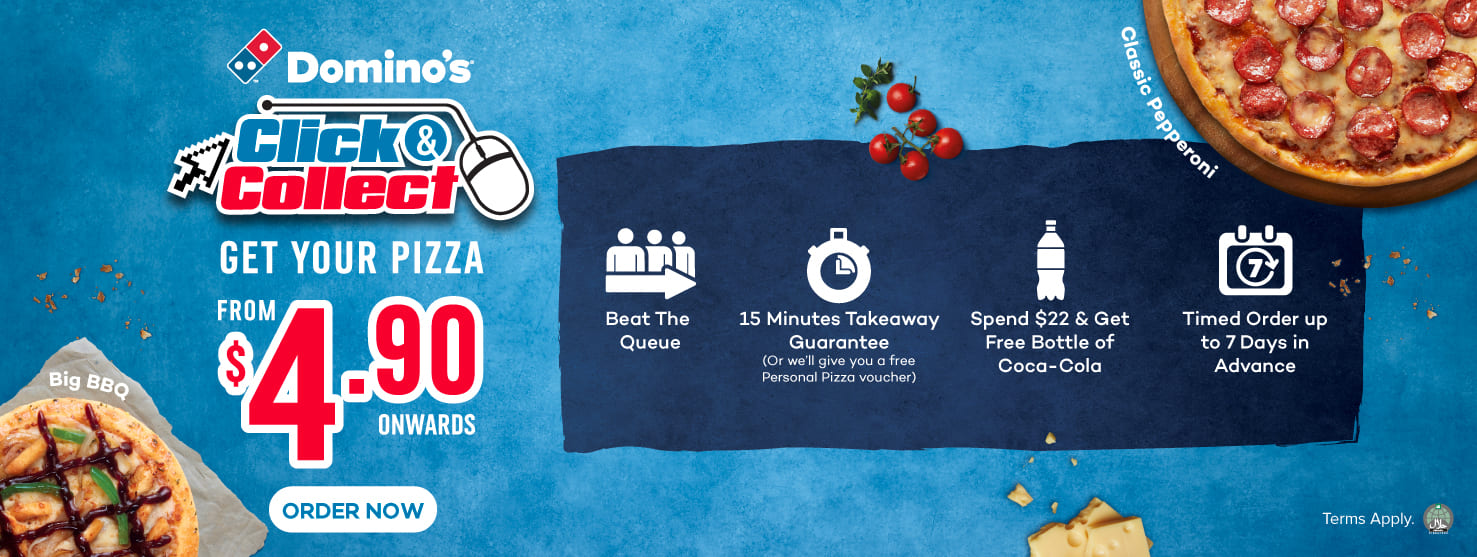 Domino's
Click &
Collect
GET YOUR PIZZA
FROM
$4.90
ONWARDS
ORDER NOW
Big BBQ
Classic Pepperoni
Beat The
Queue
15 Minutes Takeaway
Guarantee
(Or we'll give you a free
Personal Pizza voucher)
Spend $22 & Get
Free Bottle of
Coca-Cola
7
Timed Order up
to 7 Days in
Advance
Terms Apply.